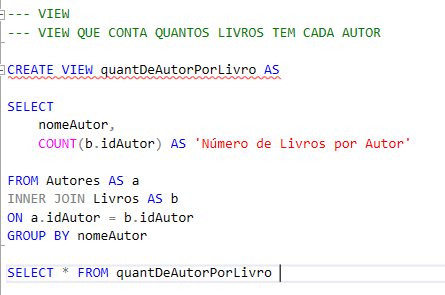 --- VIEW
--- VIEW QUE CONTA QUANTOS LIVROS TEM CADA AUTOR
CREATE VIEW quantDeAutorPorLivro AS
SELECT
nomeAutor,
COUNT(b.idAutor) AS 'Número de Livros por Autor'
FROM Autores AS a
INNER JOIN Livros AS b
ON a.idAutor = b.idAutor
GROUP BY nomeAutor
SELECT * FROM quantDeAutorPorLivro